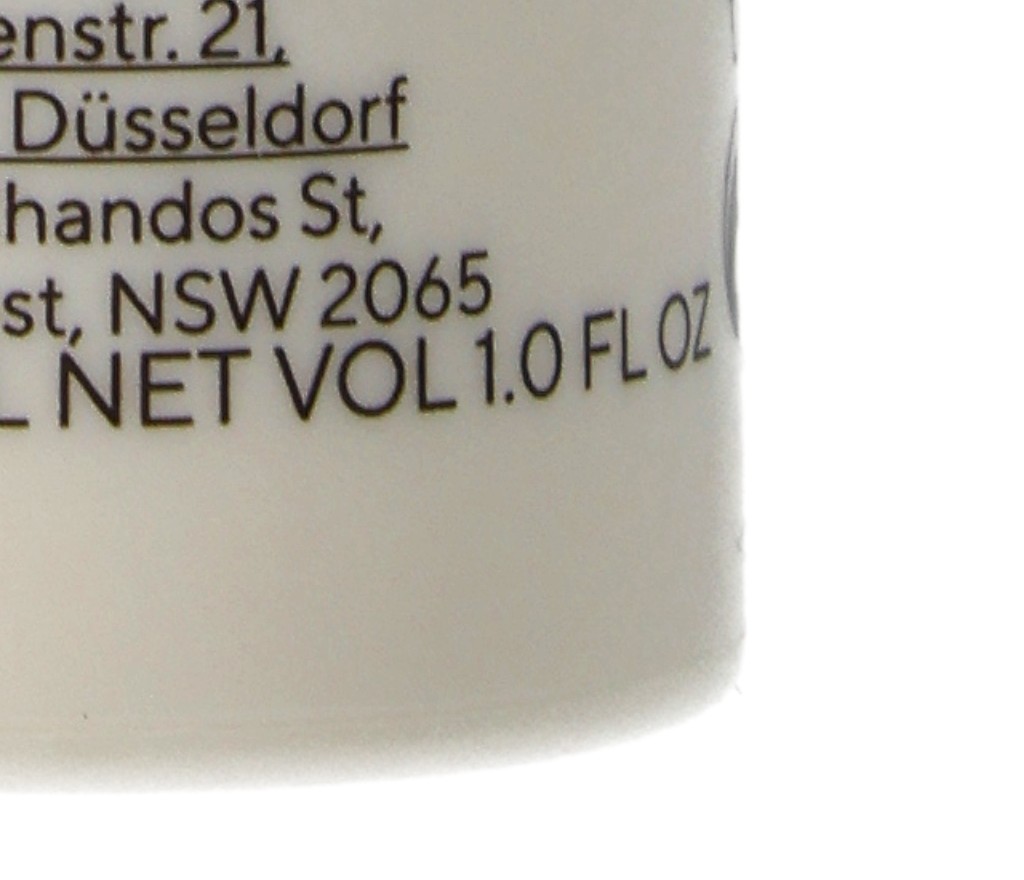 enstr. 21,
Düsseldorf
handos St,
st, NSW 2065
L NET VOL 1.0 FL OZ